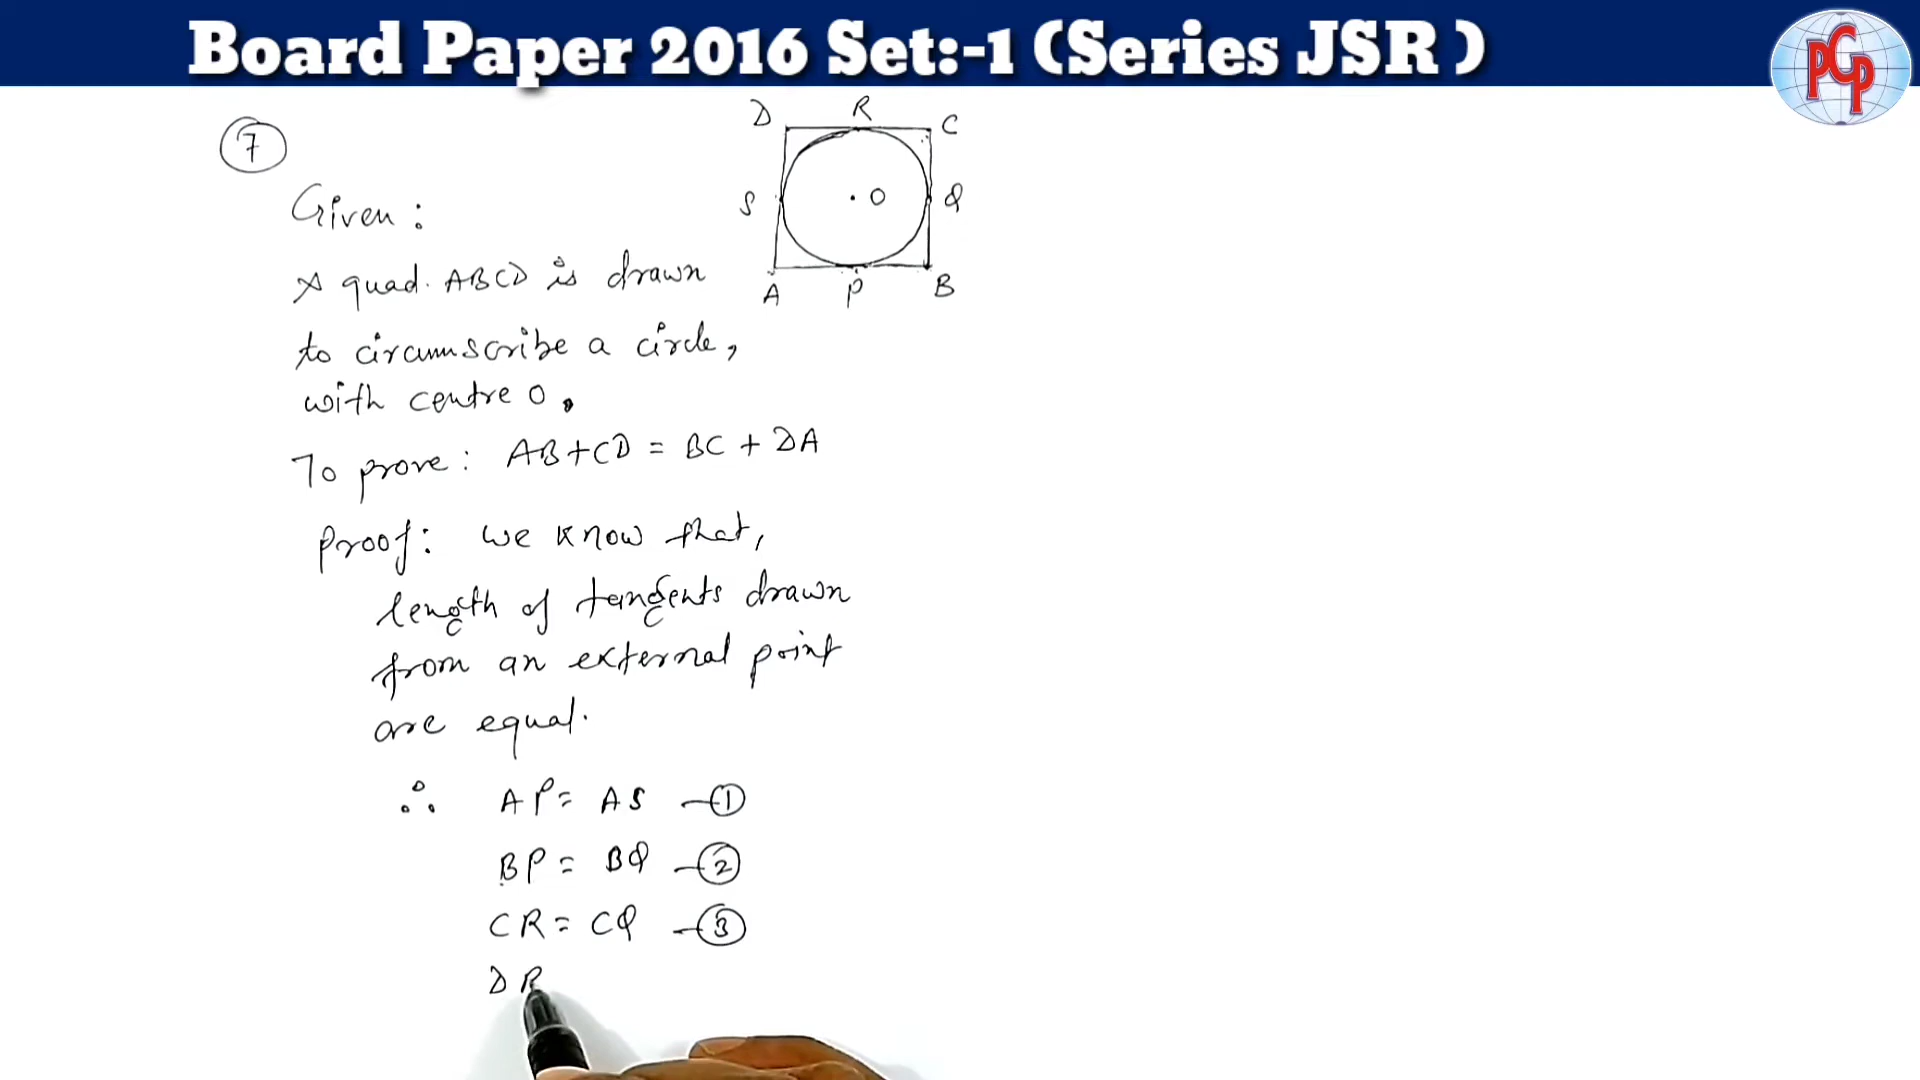 Board Paper 2016 Set:-1 (Series JSR )
PGP
7
D R C
S O Q
A P B
Given :
A quad. ABCD is drawn
to circumscribe a circle,
with centre O.
To prove : AB+CD = BC + DA
Proof : We know that,
length of tangents drawn
from an external point
are equal.
∴ AP = AS —①
BP = BQ —②
CR = CQ —③
DR